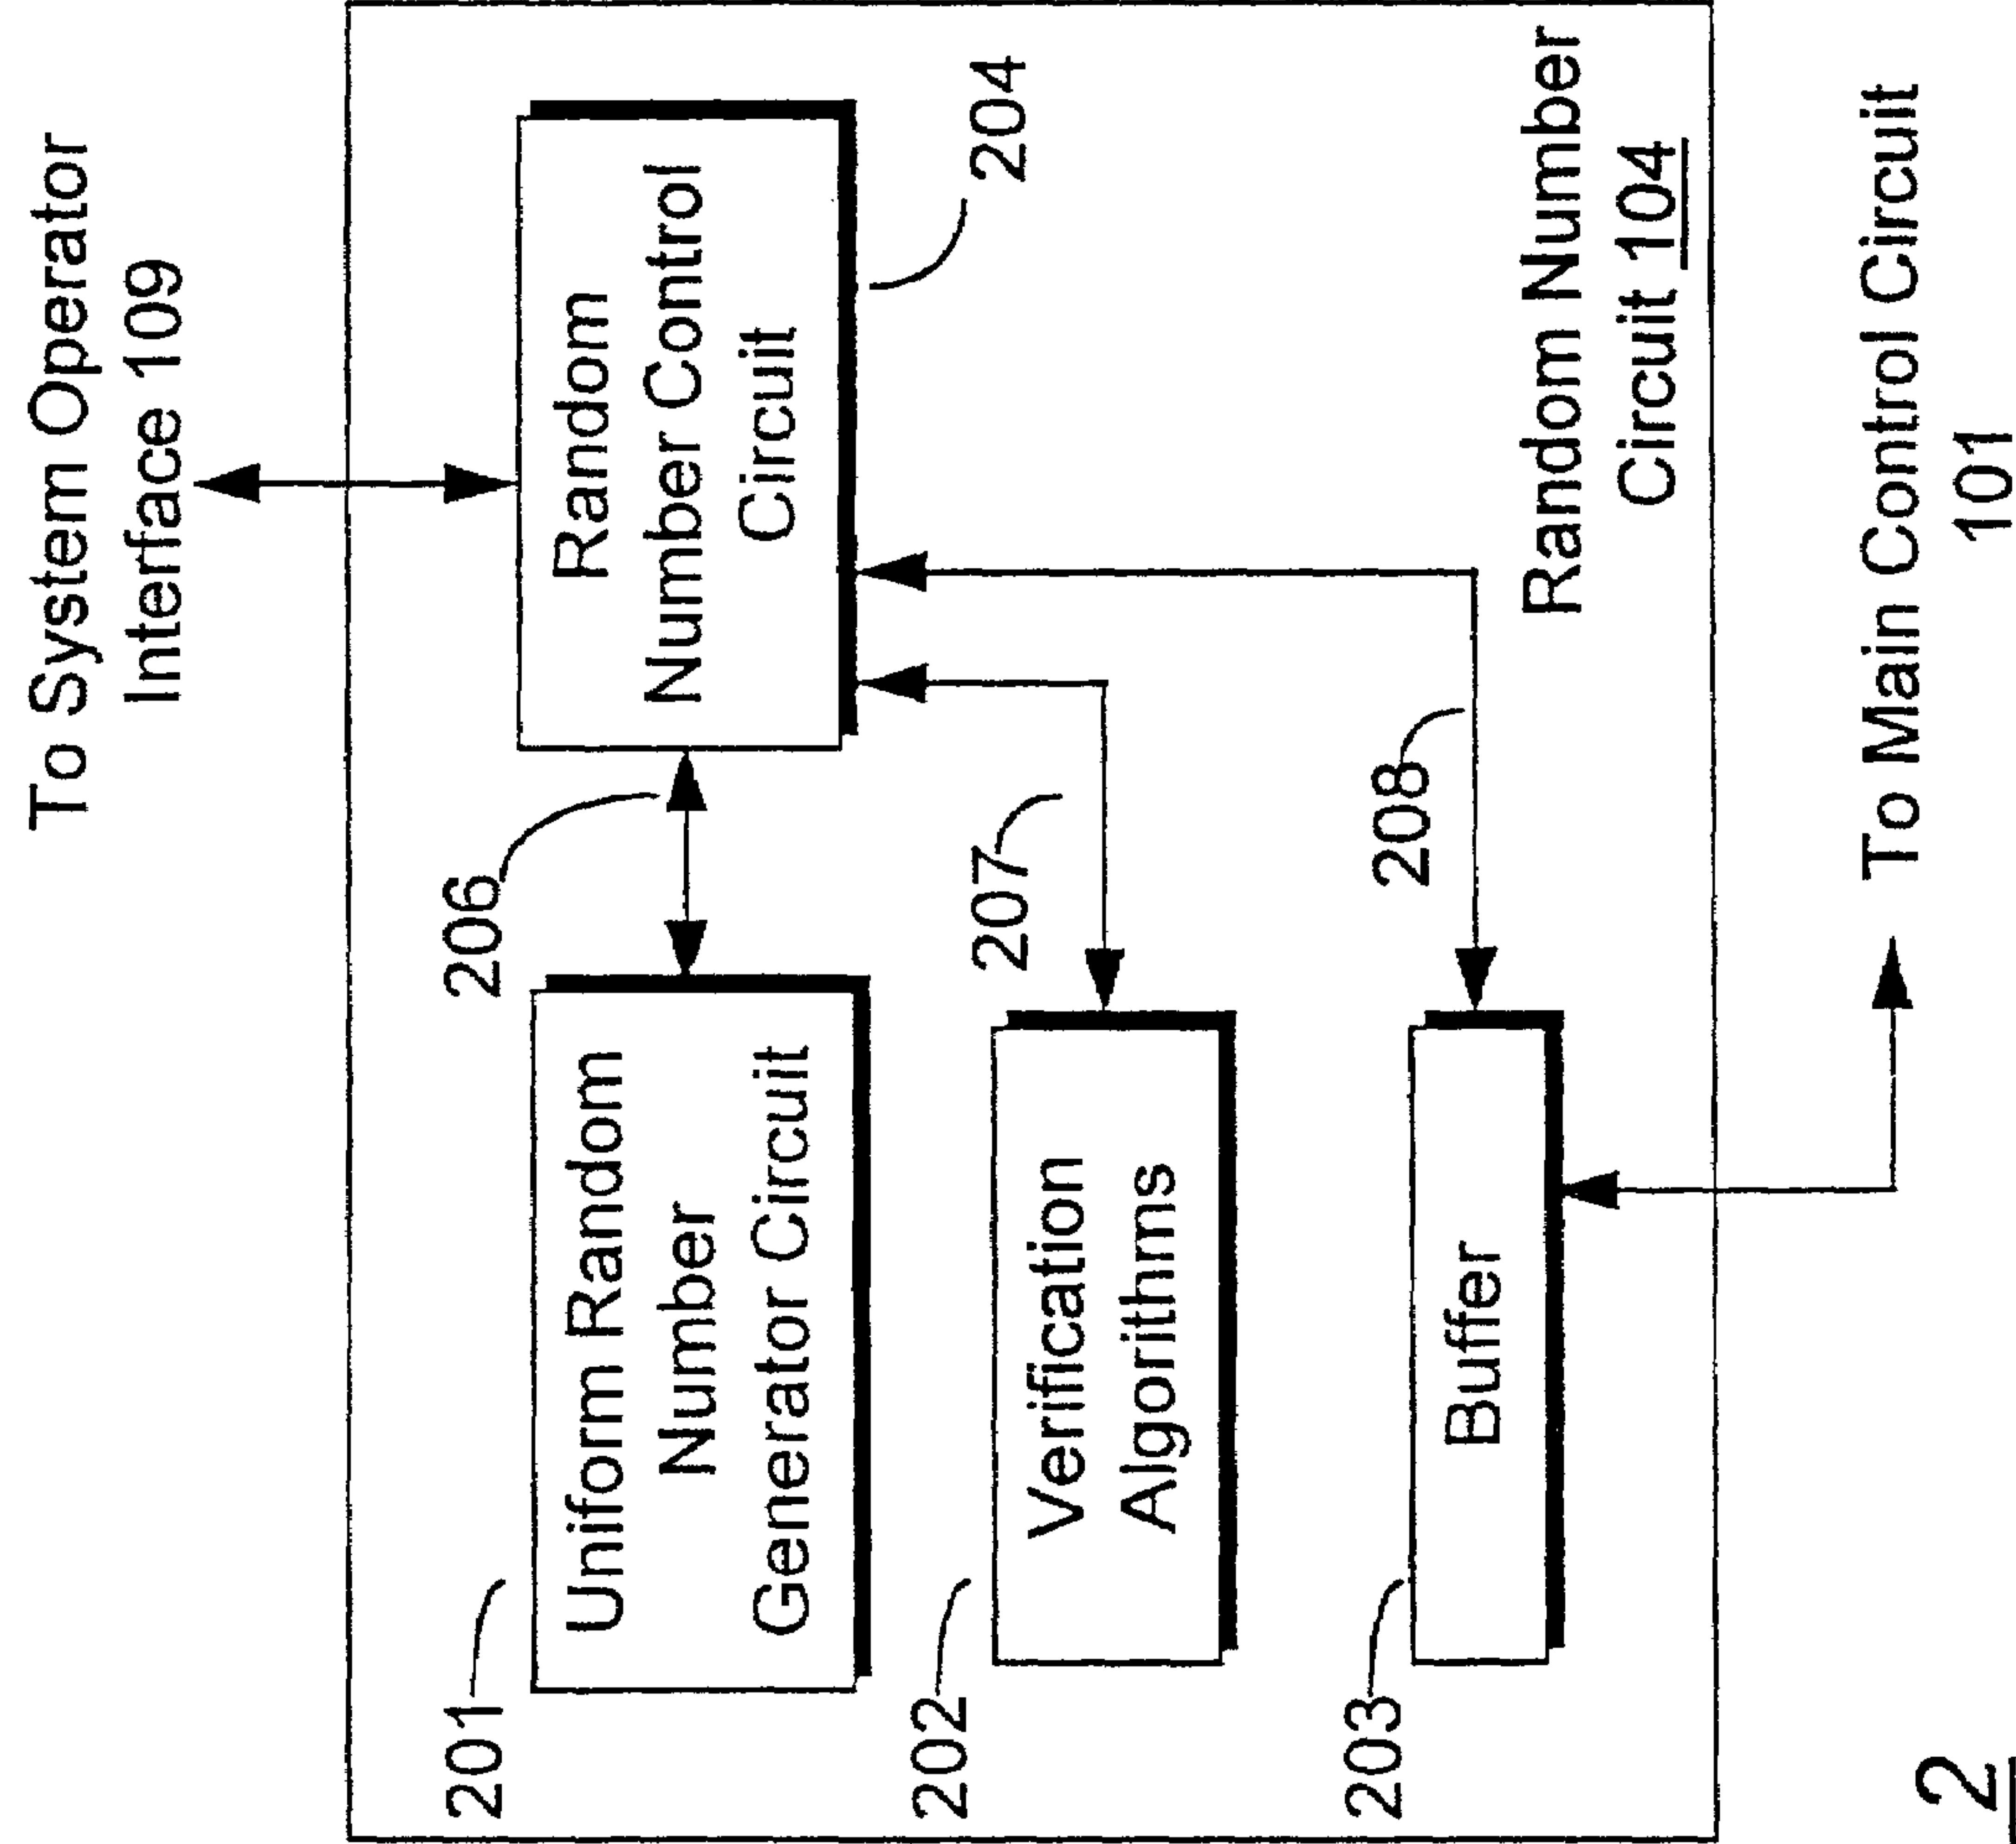 To System Operator
Interface 109
201
Uniform Random
Number
Generator Circuit
206
Random
Number Control
Circuit
204
202
Verification
Algorithms
207
203
Buffer
208
Random Number
Circuit 104
To Main Control Circuit
101
2